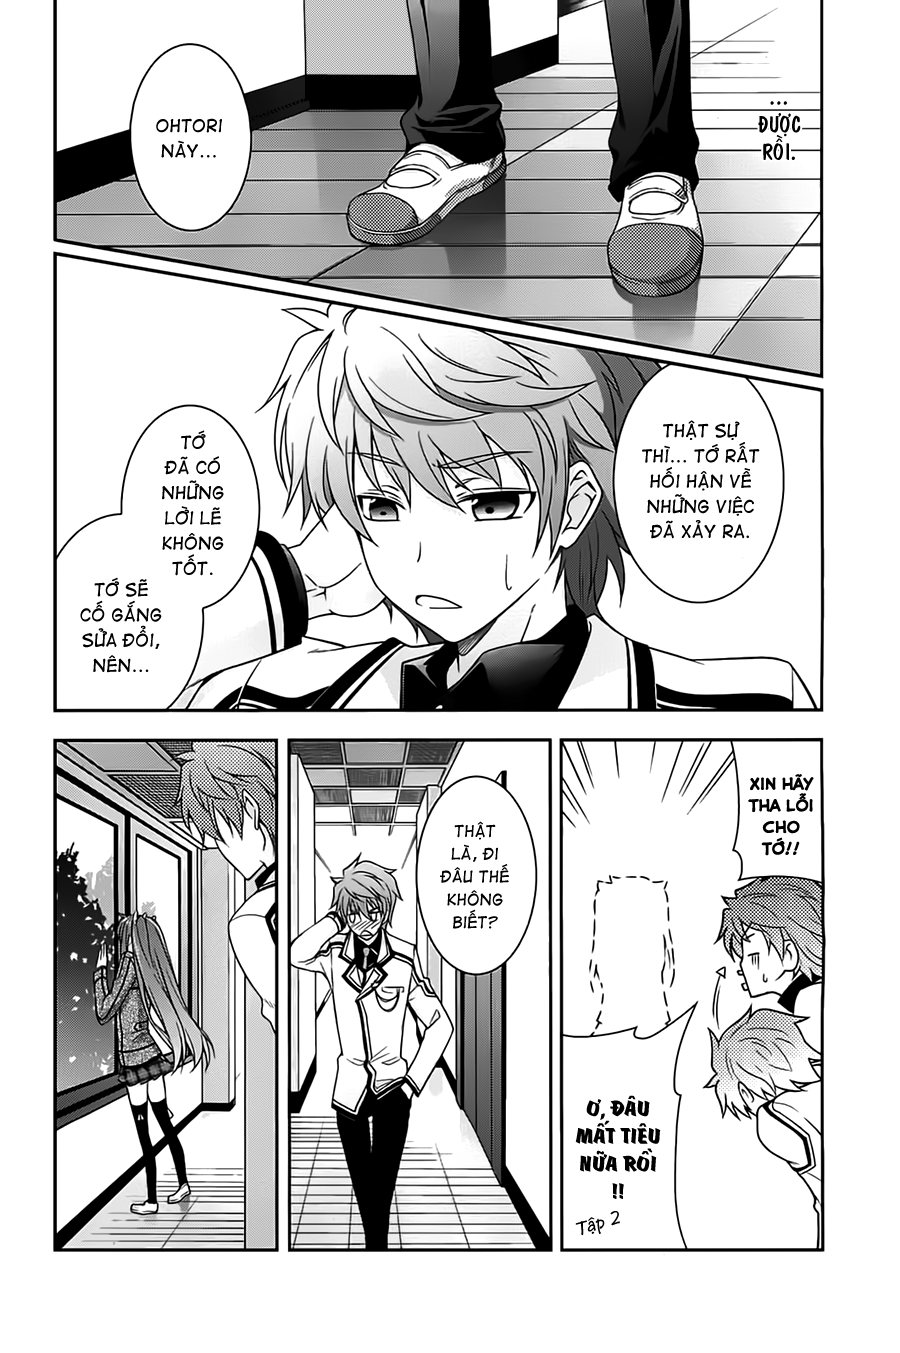 ...
ĐƯỢC
RỒI.
OHTORI
NÀY...
THẬT SỰ
THÌ... TỚ RẤT
HỐI HẬN VỀ
NHỮNG VIỆC
ĐÃ XẢY RA.
TỚ
ĐÃ CÓ
NHỮNG
LỜI LẼ
KHÔNG
TỐT.
TỚ SẼ
CỐ GẮNG
SỬA ĐỔI,
NÊN...
XIN HÃY
THA LỖI
CHO
TỚ!!
Ơ, ĐÂU
MẤT TIÊU
NỮA RỒI
!!
TẬP 2
THẬT
LÀ, ĐI
ĐÂU THẾ
KHÔNG
BIẾT?